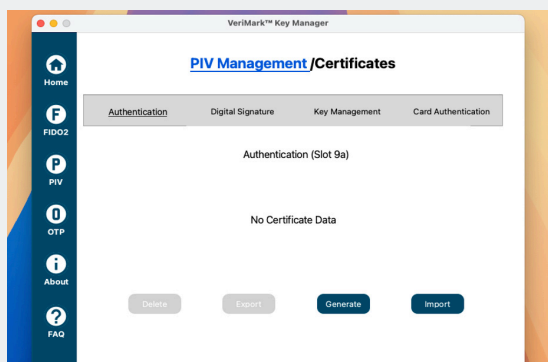 VeriMark™ Key Manager
PIV Management /Certificates
Home
Authentication Digital Signature Key Management Card Authentication
FIDO2
Authentication (Slot 9a)
PIV
No Certificate Data
OTP
About
Delete Export Generate Import
FAQ